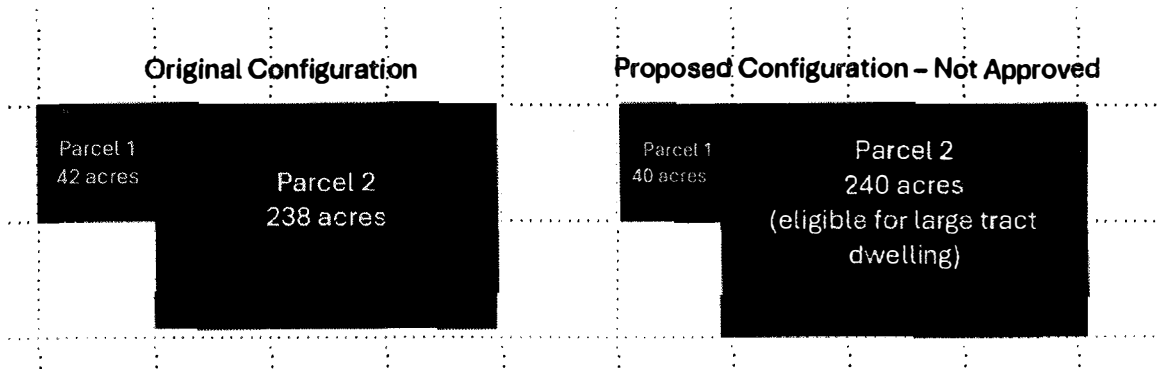 Original Configuration
Parcel 1
42 acres
Parcel 2
238 acres
Proposed Configuration – Not Approved
Parcel 1
40 acres
Parcel 2
240 acres
(eligible for large tract
dwelling)